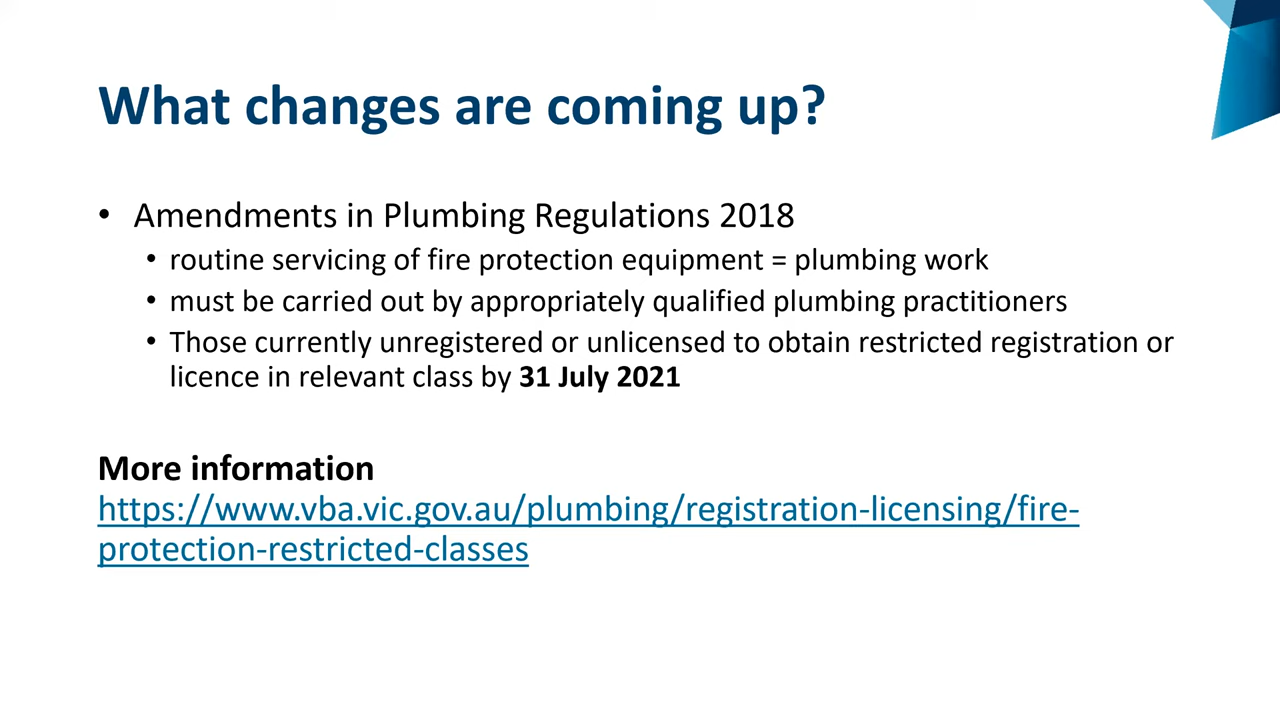 What changes are coming up?
• Amendments in Plumbing Regulations 2018
• routine servicing of fire protection equipment = plumbing work
• must be carried out by appropriately qualified plumbing practitioners
• Those currently unregistered or unlicensed to obtain restricted registration or
licence in relevant class by 31 July 2021
More information
https://www.vba.vic.gov.au/plumbing/registration-licensing/fire-
protection-restricted-classes